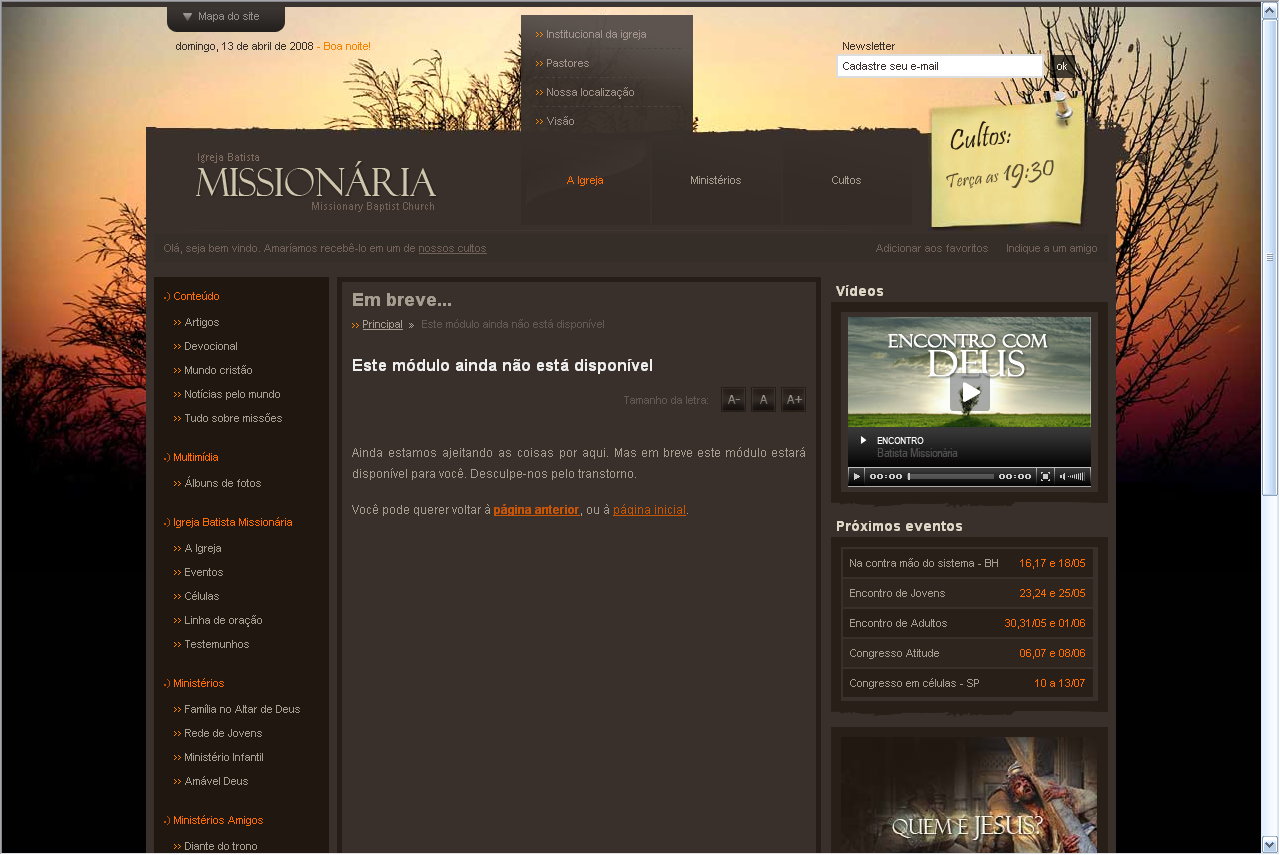 Mapa do site
domingo, 13 de abril de 2008 - Boa noite!
›› Institucional da igreja
›› Pastores
›› Nossa localização
›› Visão
Newsletter
Cadastre seu e-mail
ok
Igreja Batista
MISSIONÁRIA
Missionary Baptist Church
A Igreja
Ministérios
Cultos
Cultos:
Terça as 19:30
Olá, seja bem vindo. Amaríamos recebê-lo em um de nossos cultos
Adicionar aos favoritos
Indique a um amigo
Conteúdo
›› Artigos
›› Devocional
›› Mundo cristão
›› Notícias pelo mundo
›› Tudo sobre missões
Multimídia
›› Álbuns de fotos
Igreja Batista Missionária
›› A Igreja
›› Eventos
›› Células
›› Linha de oração
›› Testemunhos
Ministérios
›› Família no Altar de Deus
›› Rede de Jovens
›› Ministério Infantil
›› Amável Deus
Ministérios Amigos
›› Diante do trono
Em breve...
›› Principal » Este módulo ainda não está disponível
Este módulo ainda não está disponível
Tamanho da letra: A- A A+
Ainda estamos ajeitando as coisas por aqui. Mas em breve este módulo estará
disponível para você. Desculpe-nos pelo transtorno.
Você pode querer voltar à página anterior, ou à página inicial.
Vídeos
ENCONTRO COM
DEUS
ENCONTRO
Batista Missionária
00:00 00:00
Próximos eventos
Na contra mão do sistema - BH 16,17 e 18/05
Encontro de Jovens 23,24 e 25/05
Encontro de Adultos 30,31/05 e 01/06
Congresso Atitude 06,07 e 08/06
Congresso em células - SP 10 a 13/07
QUEM É JESUS?